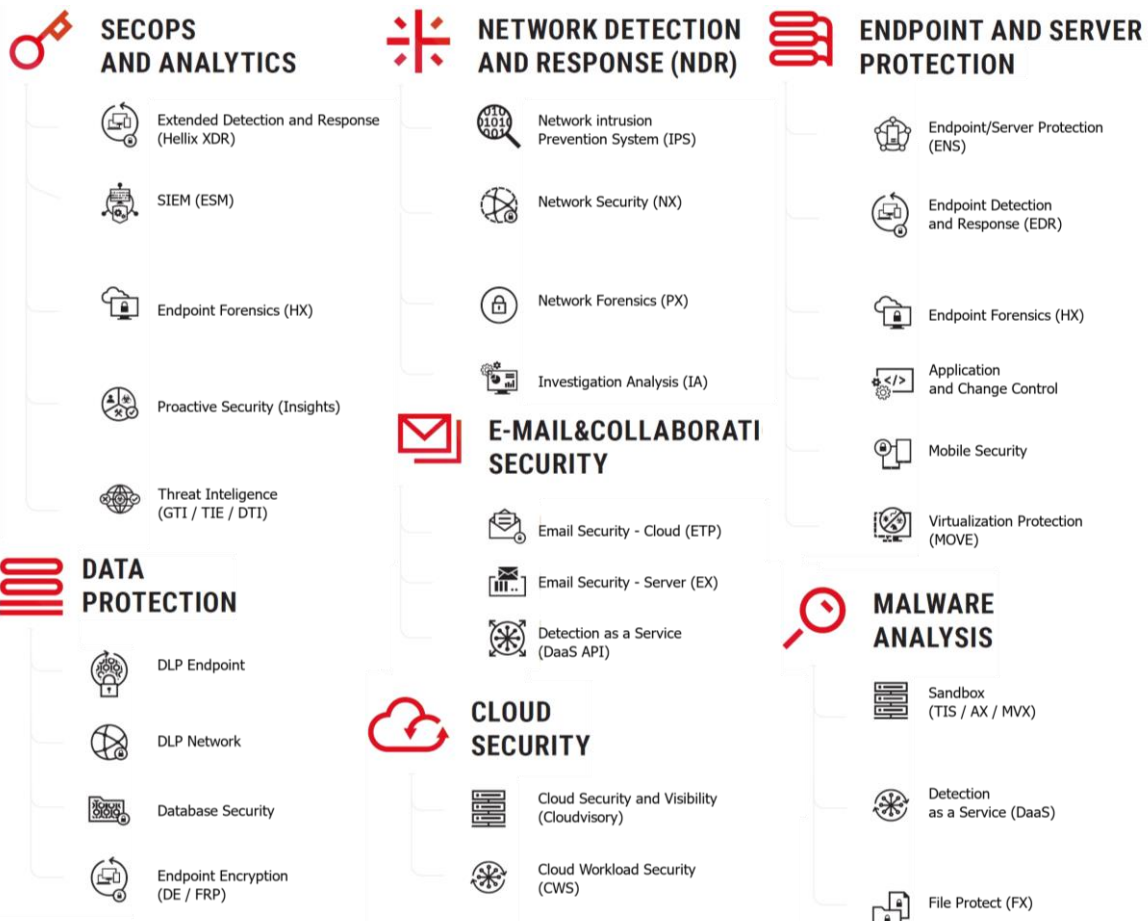 SECOPS
AND ANALYTICS
Extended Detection and Response
(Hellix XDR)
SIEM (ESM)
Endpoint Forensics (HX)
Proactive Security (Insights)
Threat Inteligence
(GTI / TIE / DTI)
DATA
PROTECTION
DLP Endpoint
DLP Network
Database Security
Endpoint Encryption
(DE / FRP)
NETWORK DETECTION
AND RESPONSE (NDR)
010
01010
001
Network intrusion
Prevention System (IPS)
Network Security (NX)
Network Forensics (PX)
Investigation Analysis (IA)
E-MAIL&COLLABORATI
SECURITY
Email Security - Cloud (ETP)
Email Security - Server (EX)
Detection as a Service
(DaaS API)
CLOUD
SECURITY
Cloud Security and Visibility
(Cloudvisory)
Cloud Workload Security
(CWS)
ENDPOINT AND SERVER
PROTECTION
Endpoint/Server Protection
(ENS)
Endpoint Detection
and Response (EDR)
Endpoint Forensics (HX)
</>
Application
and Change Control
Mobile Security
Virtualization Protection
(MOVE)
MALWARE
ANALYSIS
Sandbox
(TIS / AX / MVX)
Detection
as a Service (DaaS)
File Protect (FX)